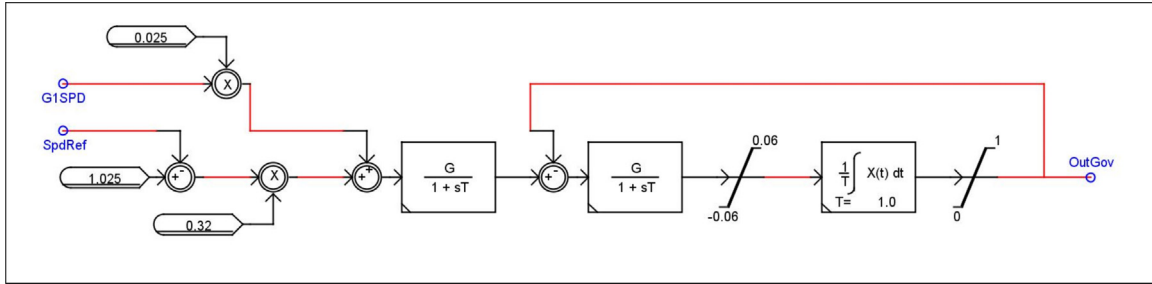 0.025
X
G1SPD
SpdRef
1.025
+ -
X
0.32
+ +
G
1 + sT
+ -
G
1 + sT
0.06
-0.06
1
T
X(t) dt
T= 1.0
1
0
OutGov